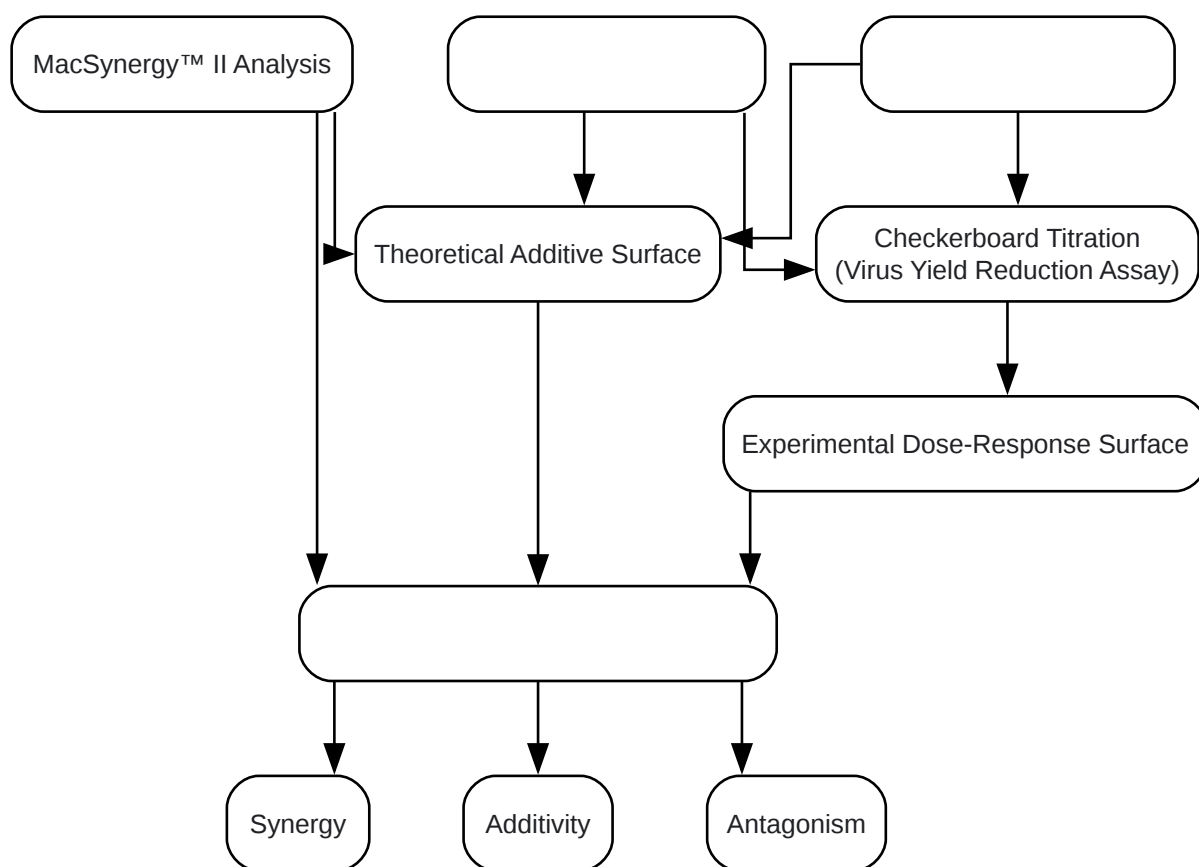 MacSynergy™ II Analysis
Theoretical Additive Surface
Checkerboard Titration
(Virus Yield Reduction Assay)
Experimental Dose-Response Surface
Synergy
Additivity
Antagonism